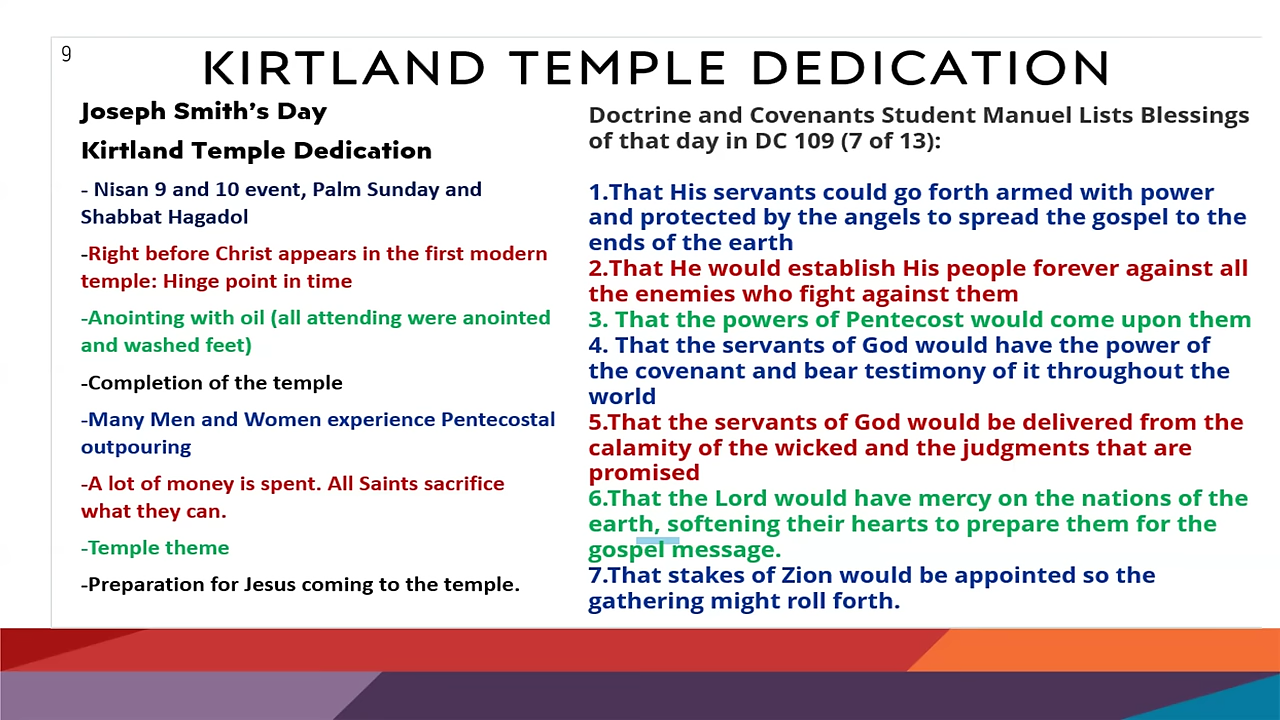 9
KIRTLAND TEMPLE DEDICATION
Joseph Smith's Day
Kirtland Temple Dedication
- Nisan 9 and 10 event, Palm Sunday and
Shabbat Hagadol
-Right before Christ appears in the first modern
temple: Hinge point in time
-Anointing with oil (all attending were anointed
and washed feet)
-Completion of the temple
-Many Men and Women experience Pentecostal
outpouring
-A lot of money is spent. All Saints sacrifice
what they can.
-Temple theme
-Preparation for Jesus coming to the temple.
Doctrine and Covenants Student Manuel Lists Blessings
of that day in DC 109 (7 of 13):
1.That His servants could go forth armed with power
and protected by the angels to spread the gospel to the
ends of the earth
2.That He would establish His people forever against all
the enemies who fight against them
3. That the powers of Pentecost would come upon them
4. That the servants of God would have the power of
the covenant and bear testimony of it throughout the
world
5.That the servants of God would be delivered from the
calamity of the wicked and the judgments that are
promised
6.That the Lord would have mercy on the nations of the
earth, softening their hearts to prepare them for the
gospel message.
7.That stakes of Zion would be appointed so the
gathering might roll forth.